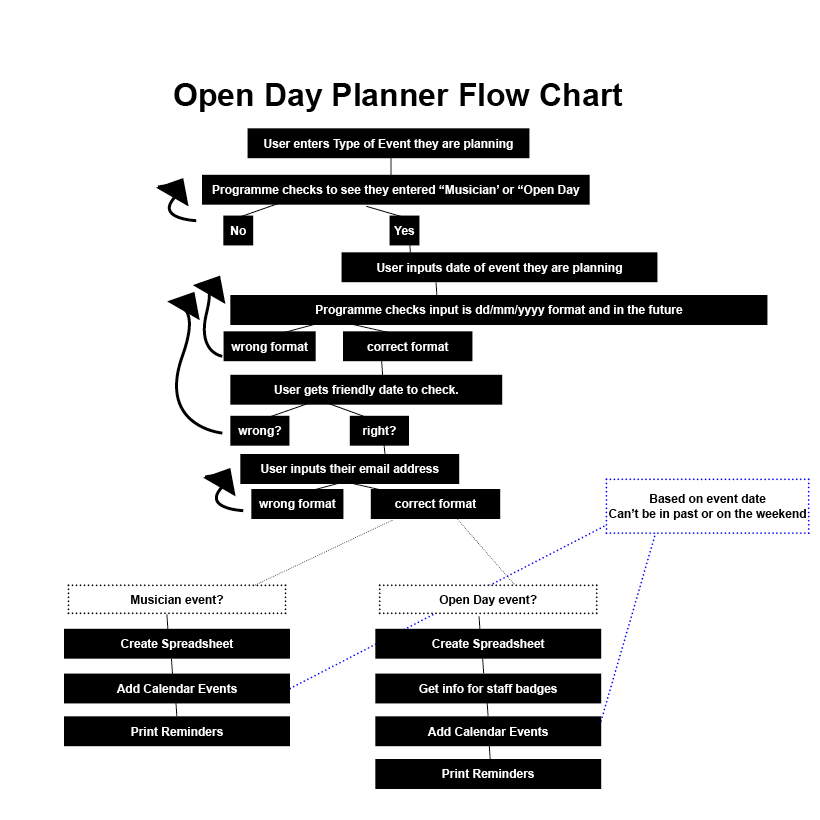 Open Day Planner Flow Chart
User enters Type of Event they are planning
Programme checks to see they entered “Musician’ or “Open Day
No
Yes
User inputs date of event they are planning
Programme checks input is dd/mm/yyyy format and in the future
wrong format
correct format
User gets friendly date to check.
wrong?
right?
User inputs their email address
wrong format
correct format
Based on event date
Can’t be in past or on the weekend
Musician event?
Create Spreadsheet
Add Calendar Events
Print Reminders
Open Day event?
Create Spreadsheet
Get info for staff badges
Add Calendar Events
Print Reminders